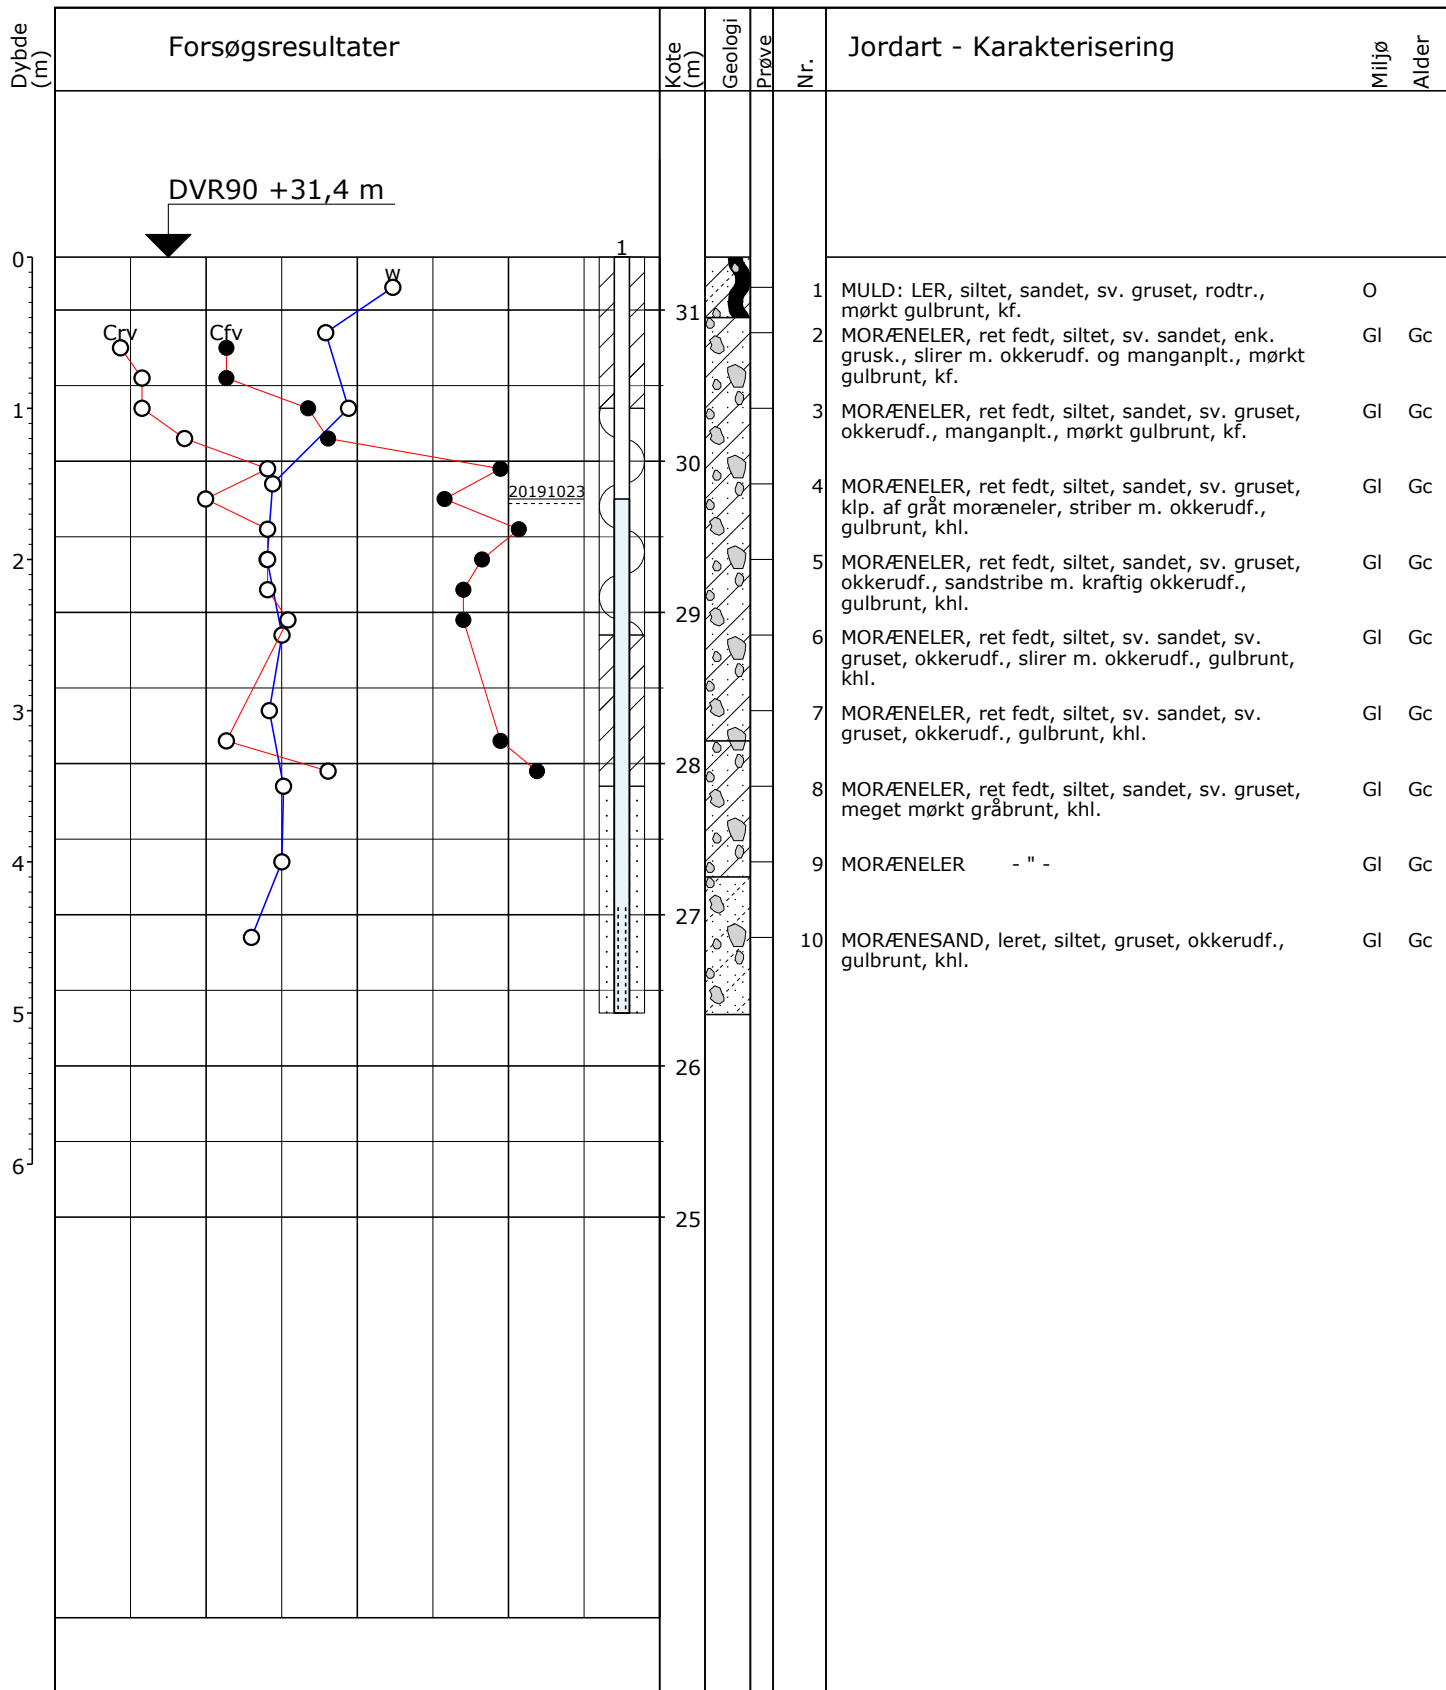 Dybde
(m)
Forsøgsresultater
Kote
(m)
Geologi
Prøve
Nr.
Jordart - Karakterisering
Miljø
Alder
DVR90 +31,4 m
0
1
w
1
MULD: LER, siltet, sandet, sv. gruset, rodtr.,
mørkt gulbrunt, kf.
O
31
Crv
Cfv
2
MORÆNELER, ret fedt, siltet, sv. sandet, enk.
grusk., slirer m. okkerudf. og manganplt., mørkt
gulbrunt, kf.
Gl
Gc
1
3
MORÆNELER, ret fedt, siltet, sandet, sv. gruset,
okkerudf., manganplt., mørkt gulbrunt, kf.
Gl
Gc
30
20191023
4
MORÆNELER, ret fedt, siltet, sandet, sv. gruset,
klp. af gråt moræneler, striber m. okkerudf.,
gulbrunt, khl.
Gl
Gc
2
5
MORÆNELER, ret fedt, siltet, sandet, sv. gruset,
okkerudf., sandstribe m. kraftig okkerudf.,
gulbrunt, khl.
Gl
Gc
29
6
MORÆNELER, ret fedt, siltet, sv. sandet, sv.
gruset, okkerudf., slirer m. okkerudf., gulbrunt,
khl.
Gl
Gc
3
7
MORÆNELER, ret fedt, siltet, sv. sandet, sv.
gruset, okkerudf., gulbrunt, khl.
Gl
Gc
28
8
MORÆNELER, ret fedt, siltet, sandet, sv. gruset,
meget mørkt gråbrunt, khl.
Gl
Gc
4
9
MORÆNELER - " -
Gl
Gc
27
10
MORÆNESAND, leret, siltet, gruset, okkerudf.,
gulbrunt, khl.
Gl
Gc
5
26
6
25